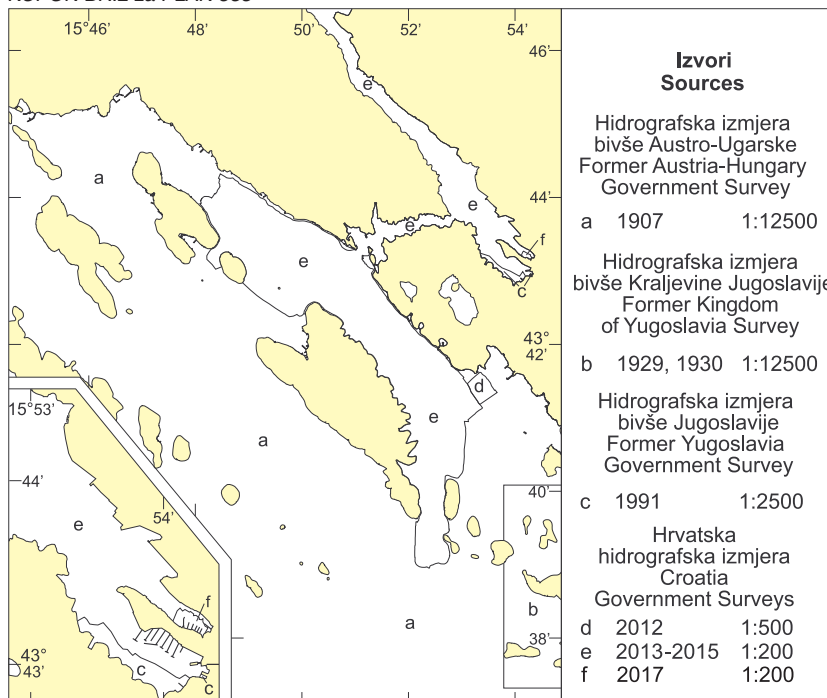 15°46' 48' 50' 52' 54'
46'
e
a
44'
e
e
f
e
c
43°
42'
d
15°53'
e
a
44'
40'
54'
e
f
a
b
38'
43°
43'
c
c
Izvori
Sources
Hidrografska izmjera
bivše Austro-Ugarske
Former Austria-Hungary
Government Survey
a 1907 1:12500
Hidrografska izmjera
bivše Kraljevine Jugoslavije
Former Kingdom
of Yugoslavia Survey
b 1929, 1930 1:12500
Hidrografska izmjera
bivše Jugoslavije
Former Yugoslavia
Government Survey
c 1991 1:2500
Hrvatska
hidrografska izmjera
Croatia
Government Surveys
d 2012 1:500
e 2013-2015 1:200
f 2017 1:200